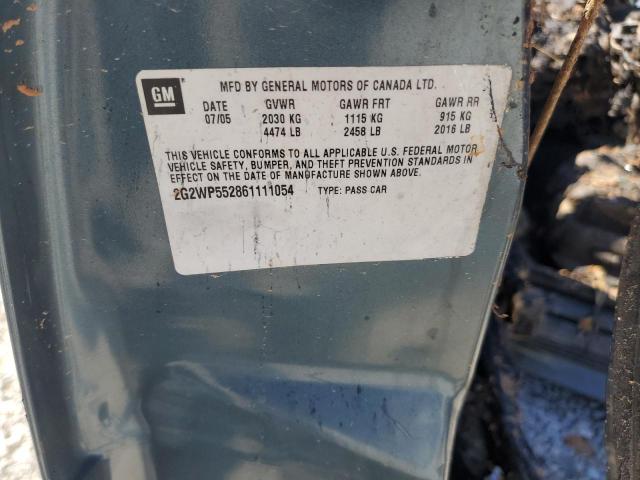 GM
MFD BY GENERAL MOTORS OF CANADA LTD.
DATE GVWR GAWR FRT GAWR RR
07/05 2030 KG 1115 KG 915 KG
4474 LB 2458 LB 2016 LB
THIS VEHICLE CONFORMS TO ALL APPLICABLE U.S. FEDERAL MOTOR
VEHICLE SAFETY, BUMPER, AND THEFT PREVENTION STANDARDS IN
EFFECT ON THE DATE OF MANUFACTURE SHOWN ABOVE.
2G2WP552861111054 TYPE: PASS CAR